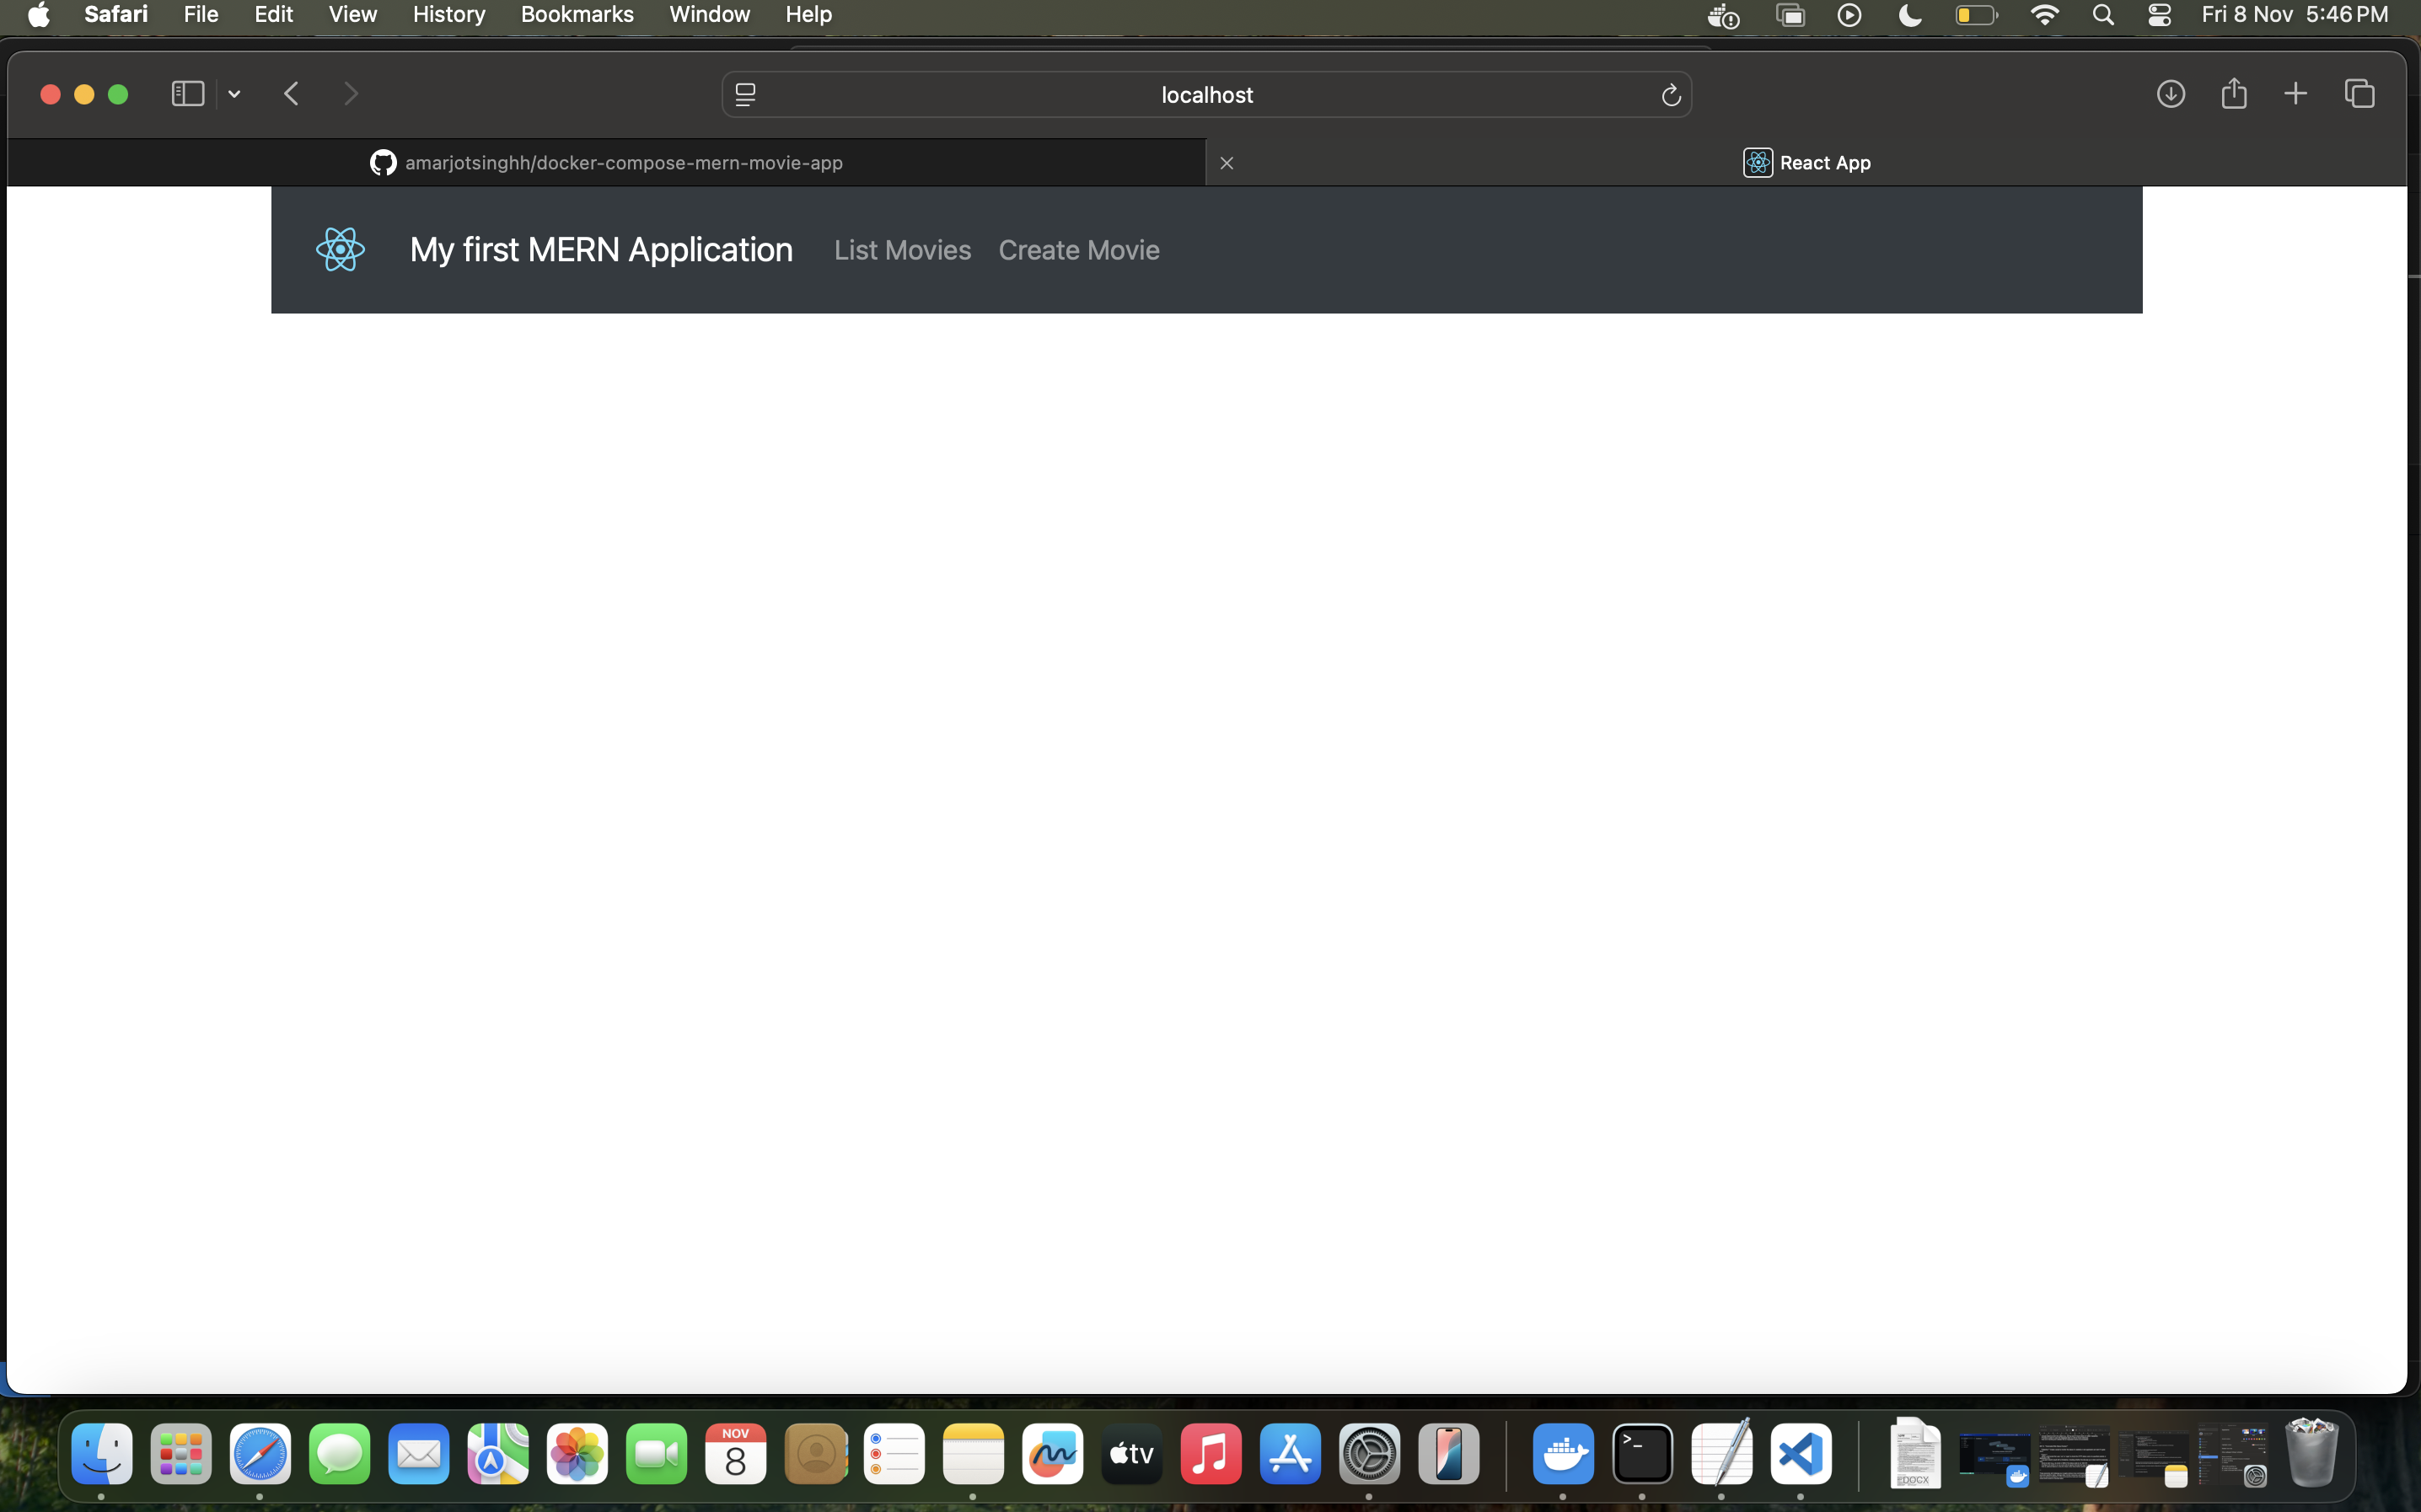 Safari File Edit View History Bookmarks Window Help Fri 8 Nov 5:46 PM
localhost
amarjotsinghh/docker-compose-mern-movie-app React App
My first MERN Application List Movies Create Movie
NOV
8
tv
>_
DOCX